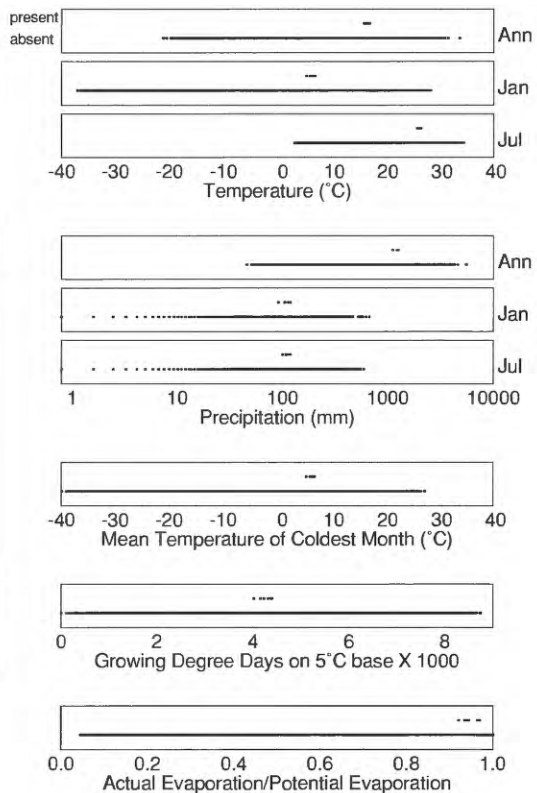 present
absent
Ann
Jan
Jul
-40 -30 -20 -10 0 10 20 30 40
Temperature (˚C)
Ann
Jan
Jul
1 10 100 1000 10000
Precipitation (mm)
-40 -30 -20 -10 0 10 20 30 40
Mean Temperature of Coldest Month (˚C)
0 2 4 6 8
Growing Degree Days on 5˚C base X 1000
0.0 0.2 0.4 0.6 0.8 1.0
Actual Evaporation/Potential Evaporation